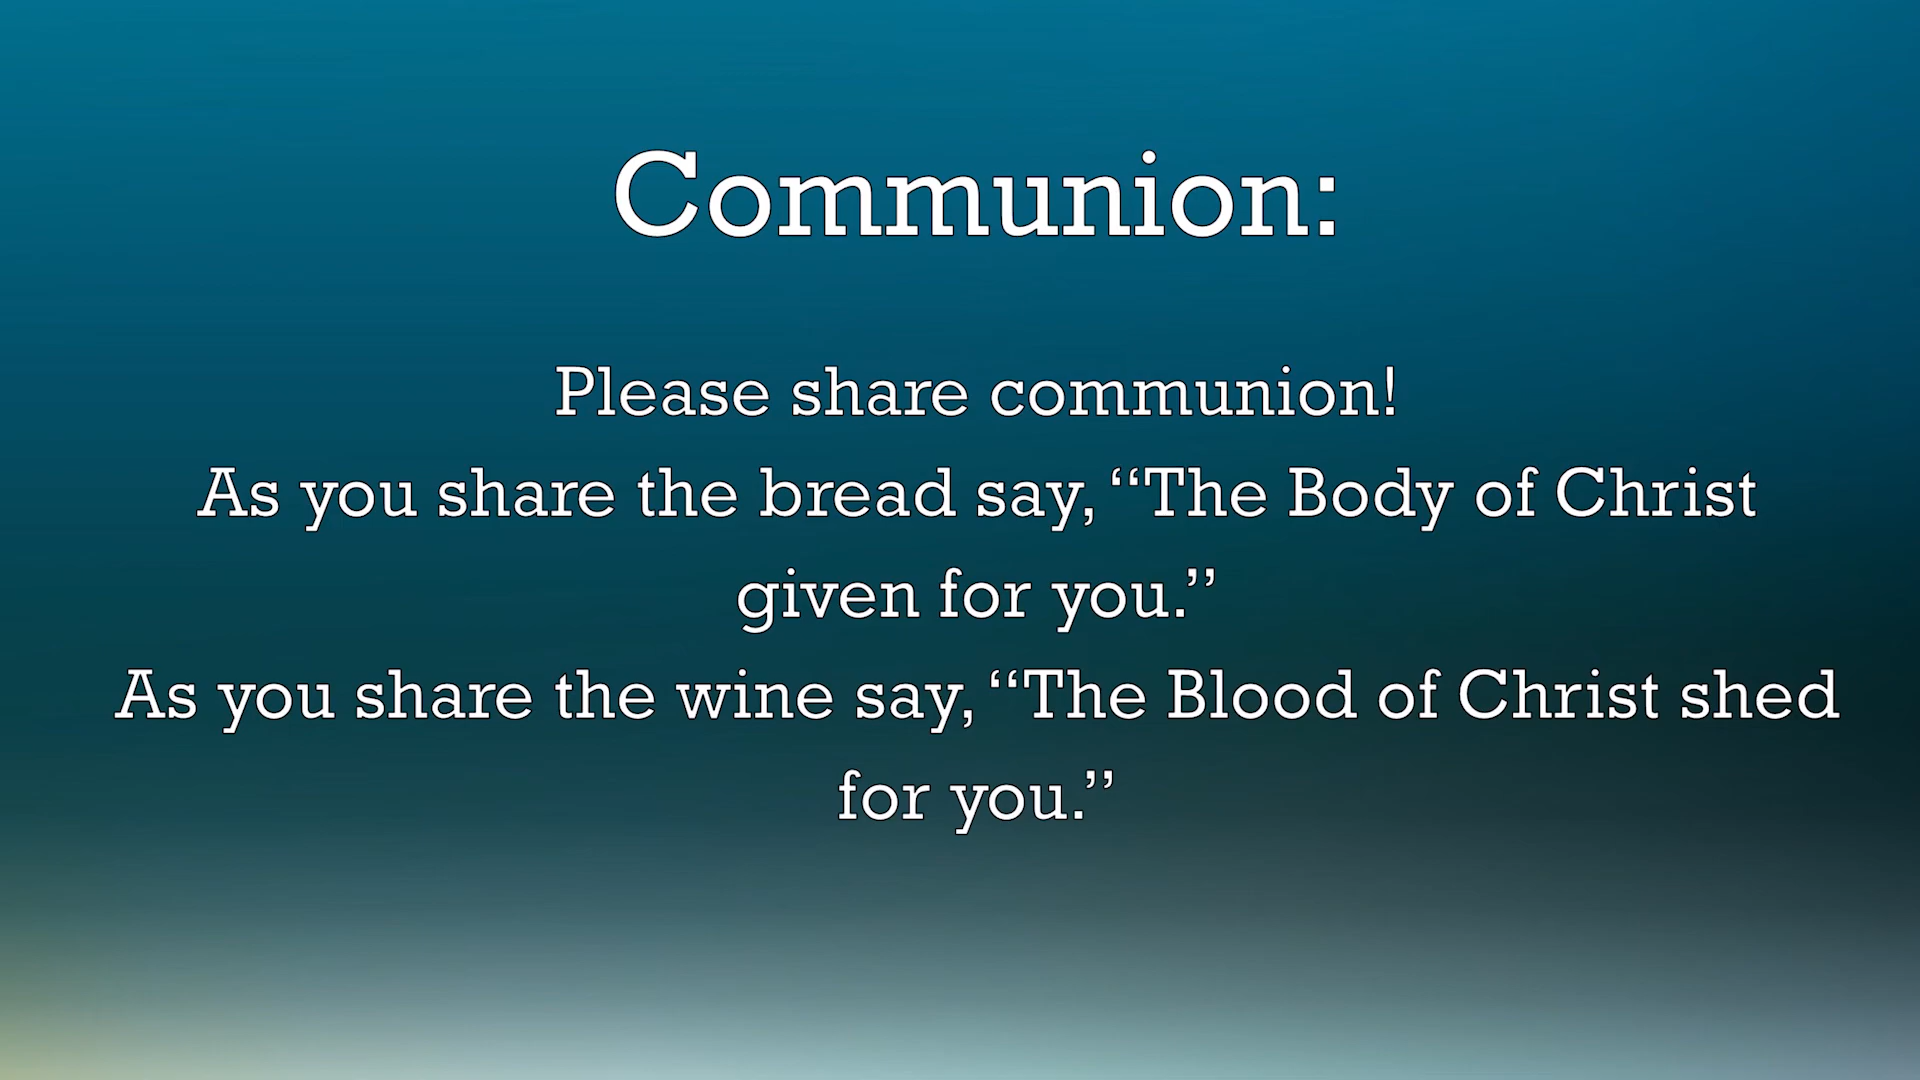 Communion:
Please share communion!
As you share the bread say, “The Body of Christ
given for you.”
As you share the wine say, “The Blood of Christ shed
for you.”